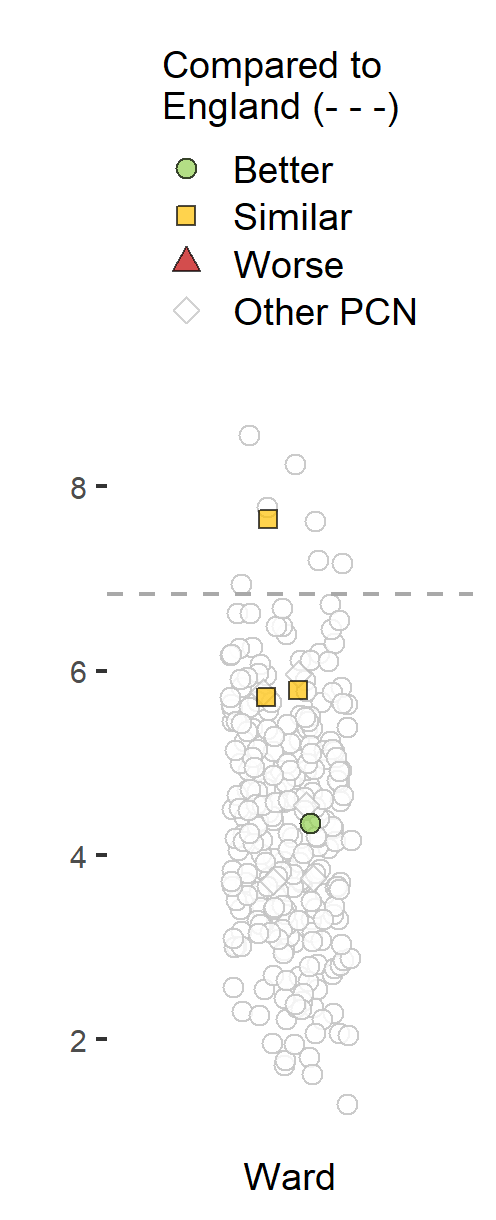 Compared to
England (- - -)
Better
Similar
Worse
Other PCN
8
6
4
2
Ward